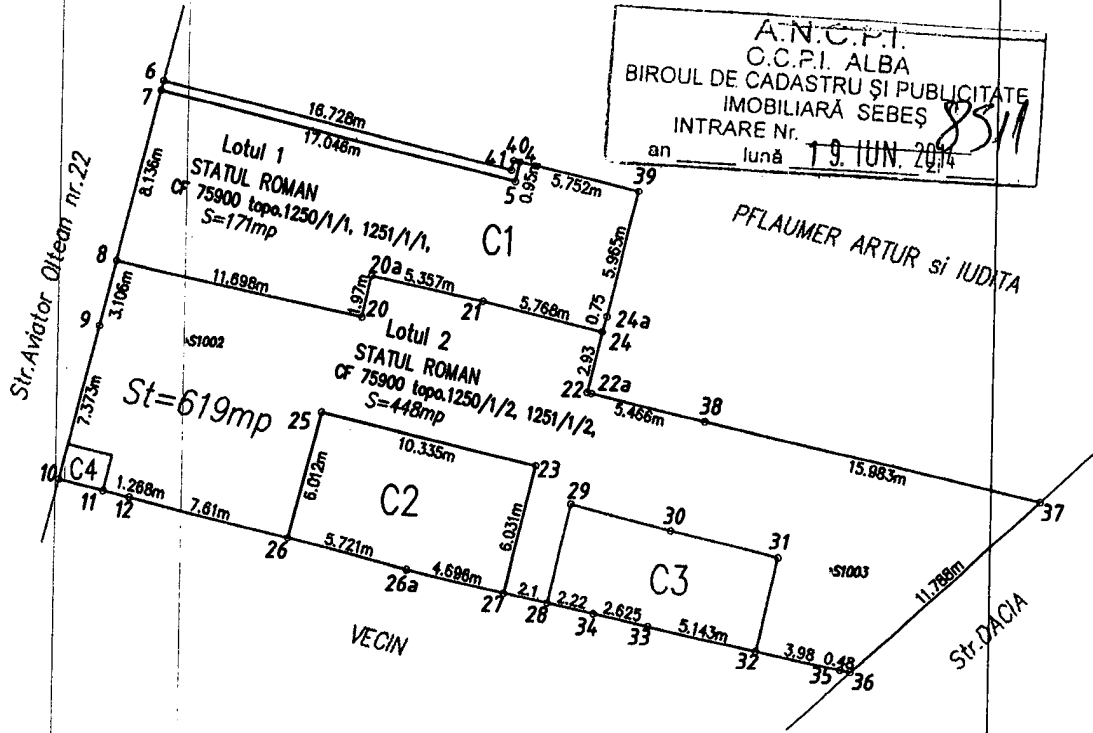 A.N.C.P.I.
O.C.P.I. ALBA
BIROUL DE CADASTRU ȘI PUBLICITATE
IMOBILIARĂ SEBEȘ
INTRARE Nr.
an lună 19. IUN. 2014
6
7
16.728m
17.046m
40
4
41
5
0.95m
5.752m
39
Lotul 1
STATUL ROMAN
CF 75900 topo.1250/1/1, 1251/1/1,
S=171mp
8.136m
C1
5.965m
PFLAUMER ARTUR si IUDITA
Str.Aviator Oltean nr.22
8
11.698m
20a
5.357m
1.97m
20
21
5.768m
0.75
24a
24
3.106m
9
S1002
Lotul 2
STATUL ROMAN
CF 75900 topo.1250/1/2, 1251/1/2,
S=448mp
2.93
22
22a
5.466m
38
St=619mp
7.373m
25
10.335m
23
15.983m
37
6.012m
C2
6.031m
29
30
31
C3
S1003
10
C4
11
12
1.268m
7.61m
26
5.721m
26a
4.696m
27
2.1
28
2.22
34
2.625
33
5.143m
32
3.98
0.48
35
36
11.788m
Str.DACIA
VECIN